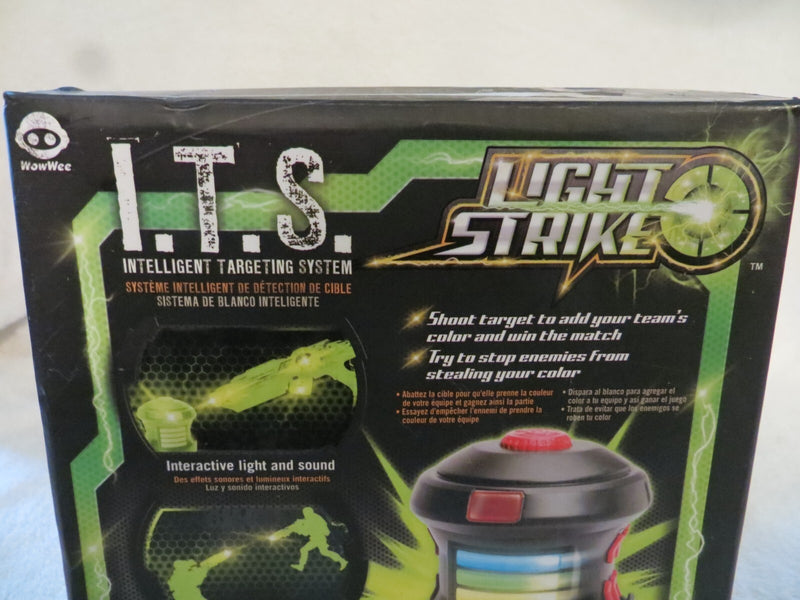 WowWee
I.T.S.
INTELLIGENT TARGETING SYSTEM
SYSTÈME INTELLIGENT DE DÉTECTION DE CIBLE
SISTEMA DE BLANCO INTELIGENTE
LIGHT
STRIKE
TM
Shoot target to add your team's
color and win the match
Try to stop enemies from
stealing your color
• Abattez la cible pour qu'elle prenne la couleur
de votre équipe et gagnez ainsi la partie
• Essayez d'empêcher l'ennemi de prendre la
couleur de votre équipe
• Dispara al blanco para agregar el
color a tu equipo y así ganar el juego
• Trata de evitar que los enemigos se
roben tu color
Interactive light and sound
Des effets sonores et lumineux interactifs
Luz y sonido interactivos